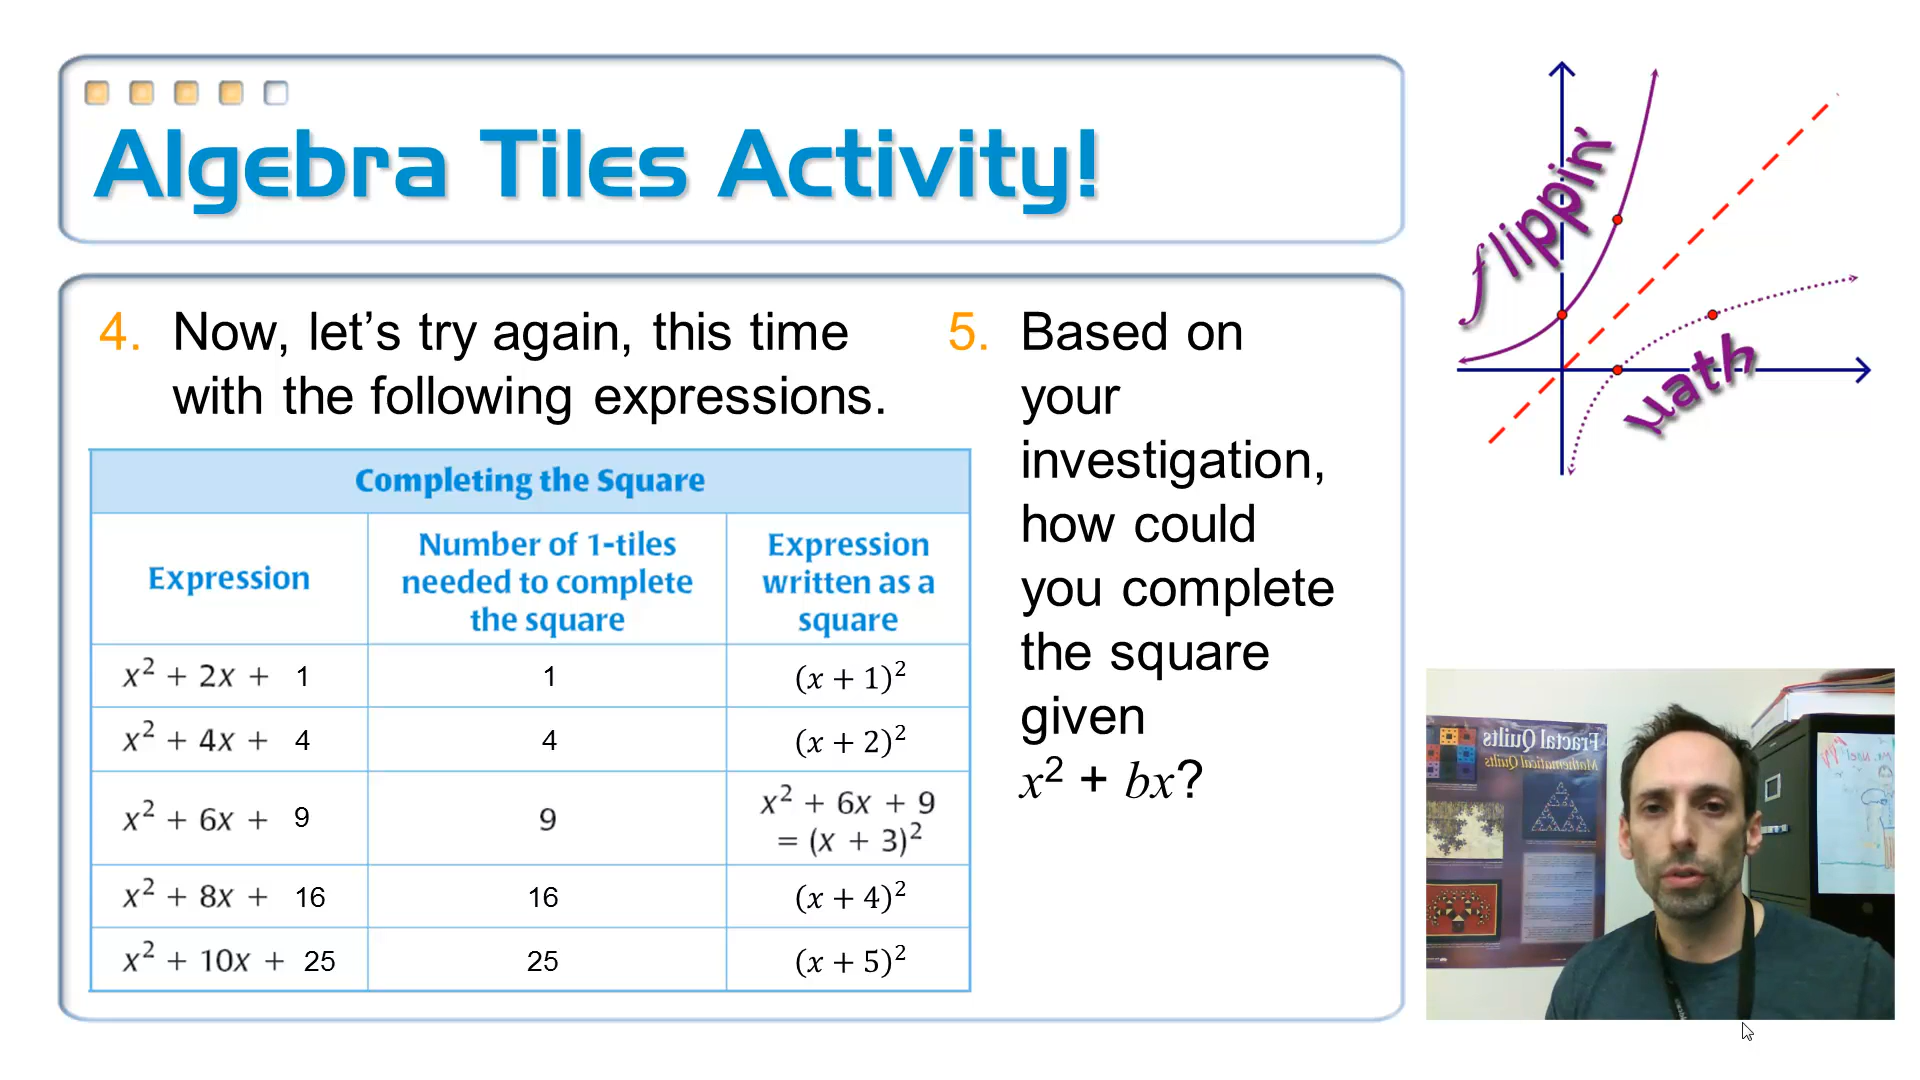 Algebra Tiles Activity!
4. Now, let’s try again, this time
with the following expressions.
Completing the Square
Expression
Number of 1-tiles
needed to complete
the square
Expression
written as a
square
x² + 2x + 1
1
(x + 1)²
x² + 4x + 4
4
(x + 2)²
x² + 6x + 9
9
x² + 6x + 9
= (x + 3)²
x² + 8x + 16
16
(x + 4)²
x² + 10x + 25
25
(x + 5)²
5. Based on
your
investigation,
how could
you complete
the square
given
x² + bx?
flippin'
math
Fractal Quilts
Mathematical Quilts